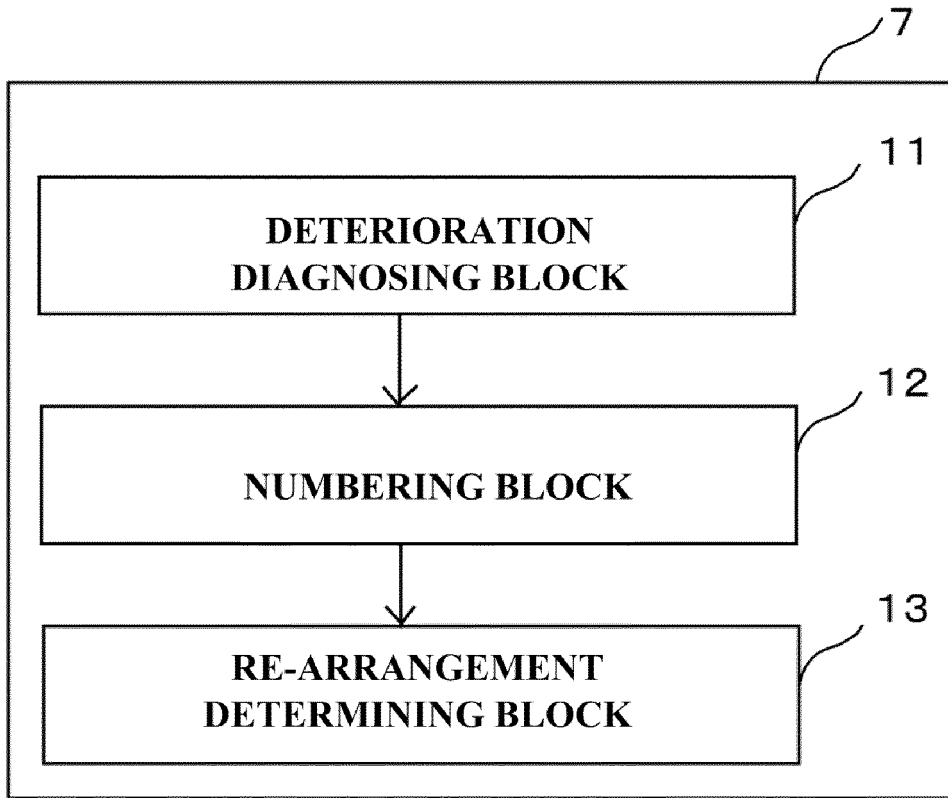 7
11
DETERIORATION
DIAGNOSING BLOCK
12
NUMBERING BLOCK
13
RE-ARRANGEMENT
DETERMINING BLOCK